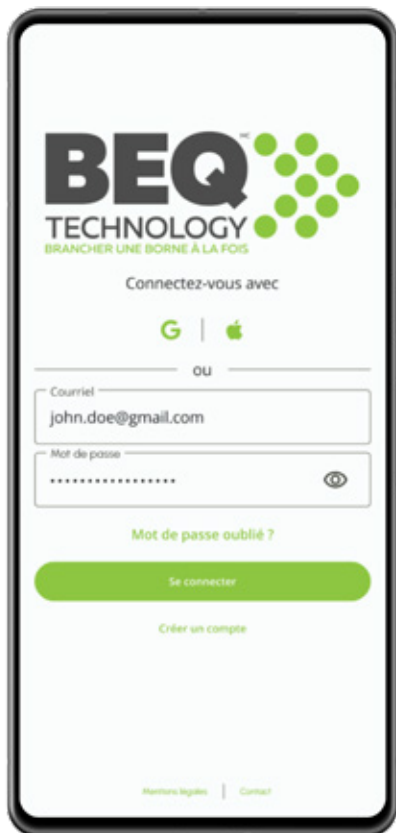 BEQ MC
TECHNOLOGY
BRANCHER UNE BORNE À LA FOIS
Connectez-vous avec
G
ou
Courriel
john.doe@gmail.com
Mot de passe
•••••••••••••••••
Mot de passe oublié ?
Se connecter
Créer un compte
Mentions légales | Contact